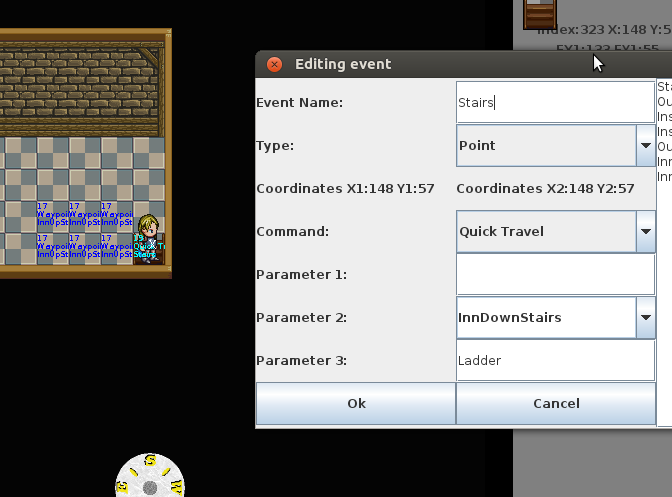 Index:323 X:148 Y:5
EX1:133 EY1:55
Editing event
Event Name:
Stairs
Type:
Point
Coordinates X1:148 Y1:57
Coordinates X2:148 Y2:57
Command:
Quick Travel
Parameter 1:
Parameter 2:
InnDownStairs
Parameter 3:
Ladder
Ok
Cancel
Sta
Ou
Ins
Ins
Ou
Inn
Inn
17 17 17
Waypoi Waypoi Waypoi
InnUpSt InnUpSt InnUpSt
17 17 17
Waypoi Waypoi Waypoi
InnUpSt InnUpSt InnUpSt
Quick Tr
Stairs
S
E
W